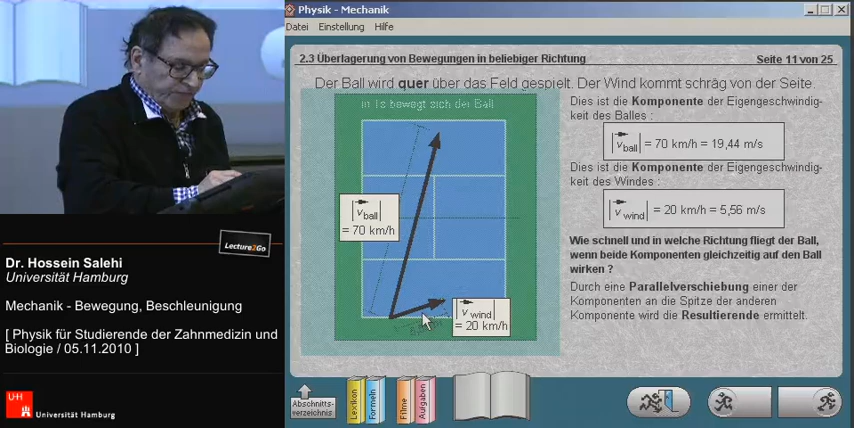 Physik - Mechanik
Datei Einstellung Hilfe
2.3 Überlagerung von Bewegungen in beliebiger Richtung
Seite 11 von 25
Der Ball wird quer über das Feld gespielt. Der Wind kommt schräg von der Seite.
in 1s bewegt sich der Ball
|v ball|
= 70 km/h
|v wind|
= 20 km/h
Dies ist die Komponente der Eigengeschwindig-
keit des Balles :
|v ball| = 70 km/h = 19,44 m/s
Dies ist die Komponente der Eigengeschwindig-
keit des Windes :
|v wind| = 20 km/h = 5,56 m/s
Wie schnell und in welche Richtung fliegt der Ball,
wenn beide Komponenten gleichzeitig auf den Ball
wirken ?
Durch eine Parallelverschiebung einer der
Komponenten an die Spitze der anderen
Komponente wird die Resultierende ermittelt.
Abschnitts-
verzeichnis
Lexikon
Formeln
Filme
Aufgaben
Lecture2Go
Dr. Hossein Salehi
Universität Hamburg
Mechanik - Bewegung, Beschleunigung
[ Physik für Studierende der Zahnmedizin und
Biologie / 05.11.2010 ]
UH
Universität Hamburg